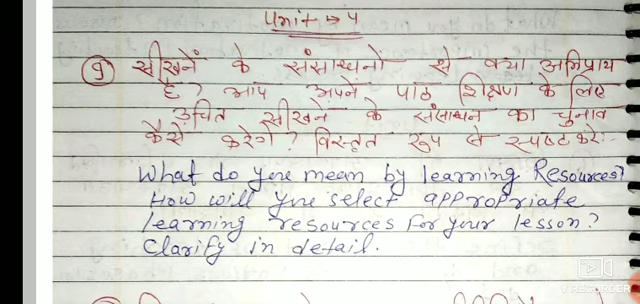 Unit → 4
9 सीखनें के संसाधनों से क्या अभिप्राय
है? आप अपने पाठ शिक्षण के लिए
उचित सीखने के संसाधन का चुनाव
कैसे करेगे? विस्तृत रूप से स्पष्ट करे:-
What do you mean by learning Resources?
How will you select appropriate
learning resources for your lesson?
Clarify in detail.
V RECORDER